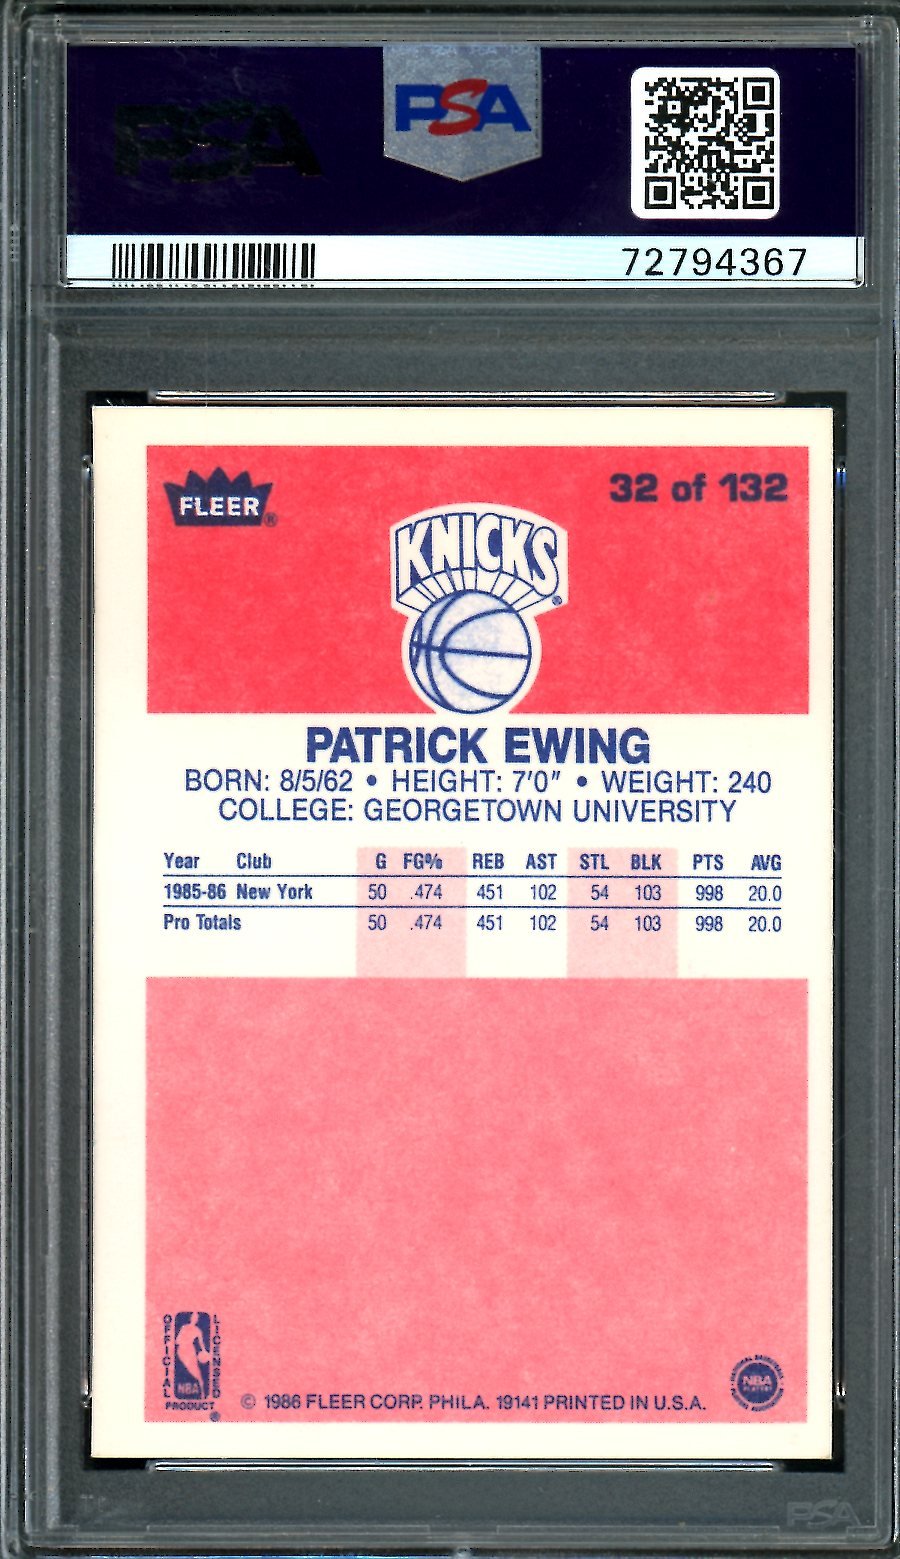 PSA
PSA
72794367
FLEER®
32 of 132
KNICKS
PATRICK EWING
BORN: 8/5/62 • HEIGHT: 7'0" • WEIGHT: 240
COLLEGE: GEORGETOWN UNIVERSITY
Year Club G FG% REB AST STL BLK PTS AVG
1985-86 New York 50 .474 451 102 54 103 998 20.0
Pro Totals 50 .474 451 102 54 103 998 20.0
OFFICIAL LICENSED
NBA
PRODUCT ®
© 1986 FLEER CORP. PHILA. 19141 PRINTED IN U.S.A.
NBA
PLAYERS
PSA